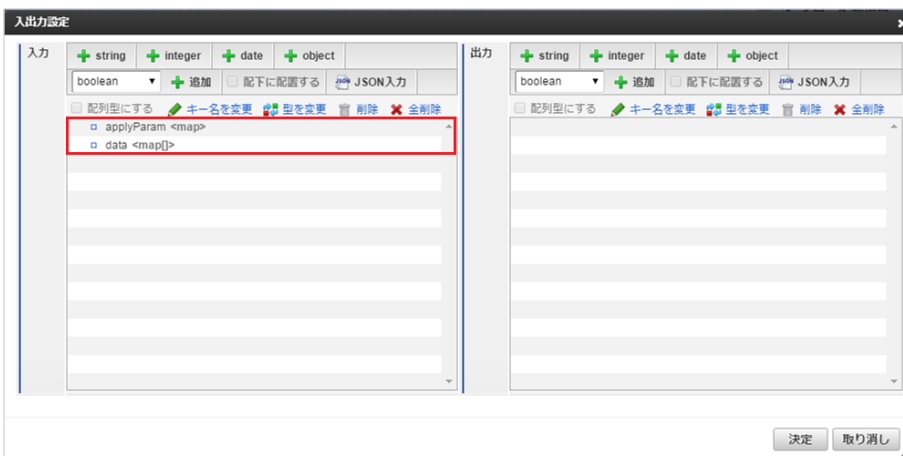 入出力設定
入力
string integer date object
boolean 追加 配下に配置する JSON入力
配列型にする キー名を変更 型を変更 削除 全削除
applyParam <map>
data <map[]>
出力
string integer date object
boolean 追加 配下に配置する JSON入力
配列型にする キー名を変更 型を変更 削除 全削除
決定 取り消し